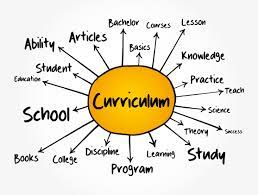 Bachelor
Courses
Lesson
Articles
Ability
Basics
Knowledge
Student
Practice
Education
Teach
Curriculum
School
Science
Theory
Success
Books
College
Discipline
Learning
Study
Program